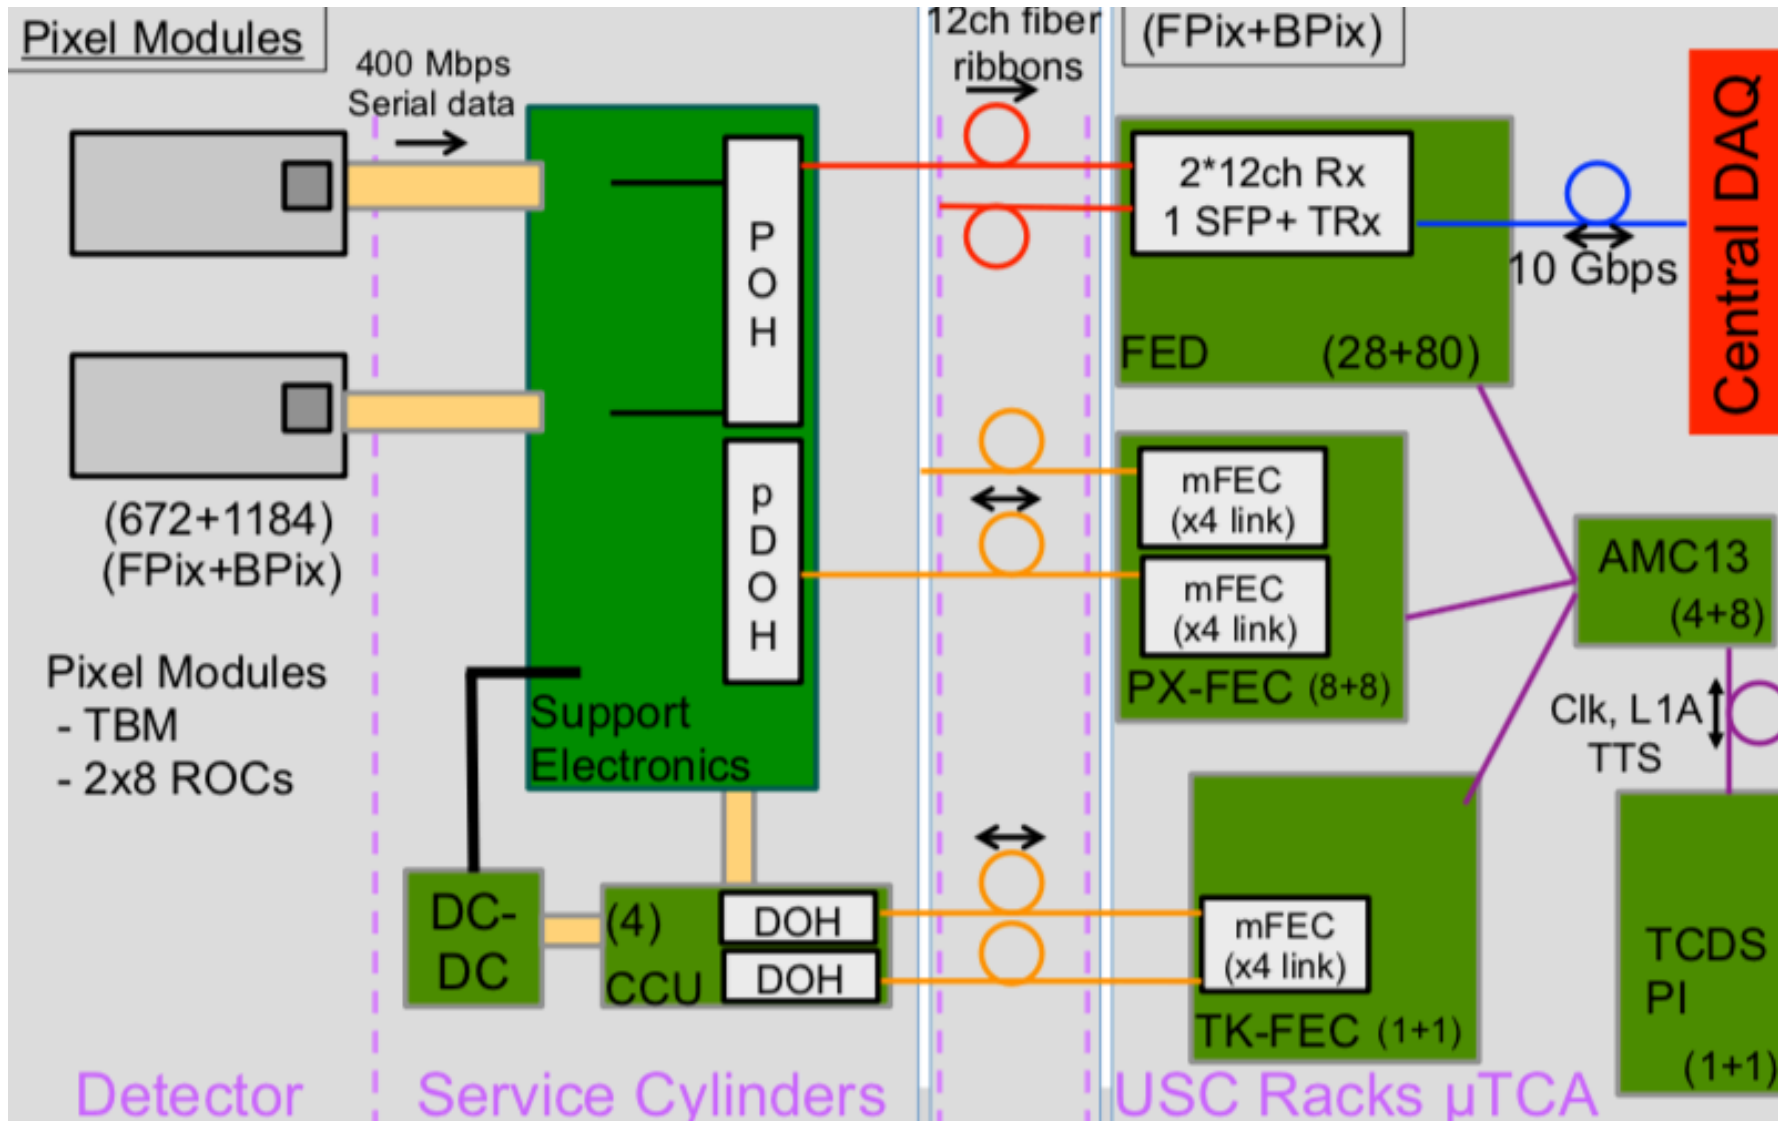 Pixel Modules
400 Mbps
Serial data
12ch fiber
ribbons
(FPix+BPix)
P
O
H
p
D
O
H
2*12ch Rx
1 SFP+ TRx
FED (28+80)
10 Gbps
Central DAQ
(672+1184)
(FPix+BPix)
Pixel Modules
- TBM
- 2x8 ROCs
Support
Electronics
mFEC
(x4 link)
mFEC
(x4 link)
PX-FEC (8+8)
AMC13
(4+8)
Clk, L1A
TTS
DC-
DC
(4)
CCU
DOH
DOH
mFEC
(x4 link)
TK-FEC (1+1)
TCDS
PI
(1+1)
Detector
Service Cylinders
USC Racks µTCA